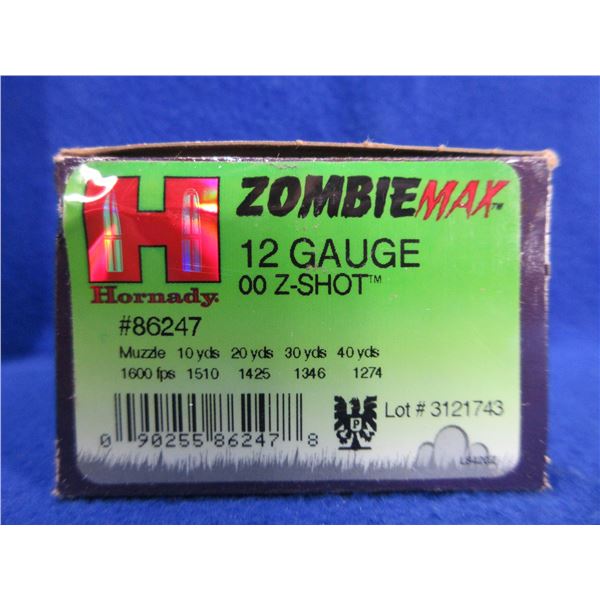 H
Hornady
ZOMBIEMAX™
12 GAUGE
00 Z-SHOT™
#86247
Muzzle 10 yds 20 yds 30 yds 40 yds
1600 fps 1510 1425 1346 1274
0 90255 86247 8
P
Lot # 3121743